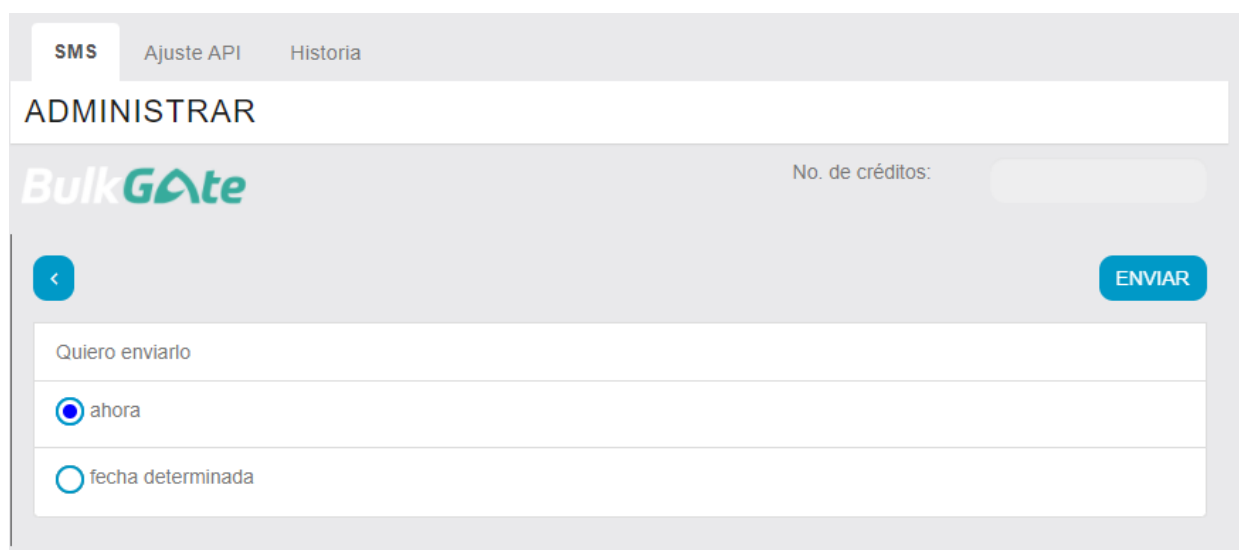 SMS Ajuste API Historia
ADMINISTRAR
BulkGate
No. de créditos:
ENVIAR
Quiero enviarlo
ahora
fecha determinada